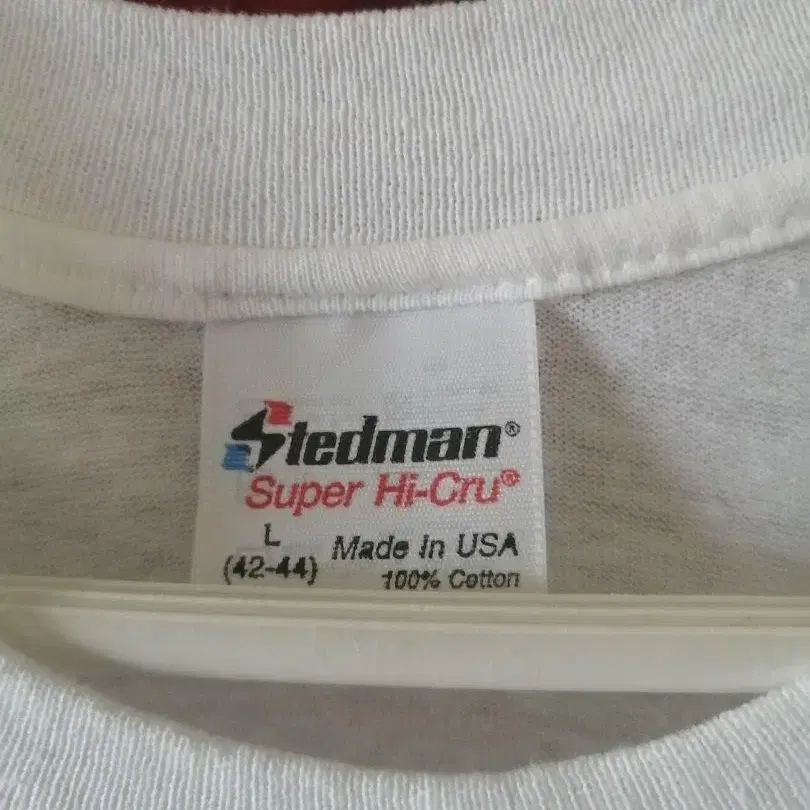 Stedman®
Super Hi-Cru®
L
(42-44)
Made In USA
100% Cotton